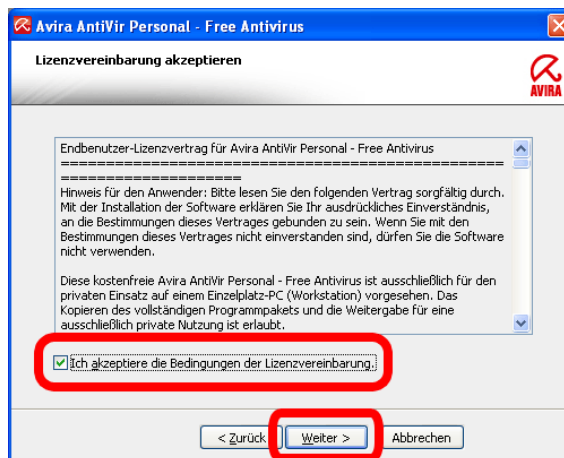 Avira AntiVir Personal - Free Antivirus
Lizenzvereinbarung akzeptieren
AVIRA
Endbenutzer-Lizenzvertrag für Avira AntiVir Personal - Free Antivirus
====================================================
=====================
Hinweis für den Anwender: Bitte lesen Sie den folgenden Vertrag sorgfältig durch.
Mit der Installation der Software erklären Sie Ihr ausdrückliches Einverständnis,
an die Bestimmungen dieses Vertrages gebunden zu sein. Wenn Sie mit den
Bestimmungen dieses Vertrages nicht einverstanden sind, dürfen Sie die Software
nicht verwenden.
Diese kostenfreie Avira AntiVir Personal - Free Antivirus ist ausschließlich für den
privaten Einsatz auf einem Einzelplatz-PC (Workstation) vorgesehen. Das
Kopieren des vollständigen Programmpakets und die Weitergabe für eine
ausschließlich private Nutzung ist erlaubt.
Ich akzeptiere die Bedingungen der Lizenzvereinbarung.
< Zurück Weiter > Abbrechen